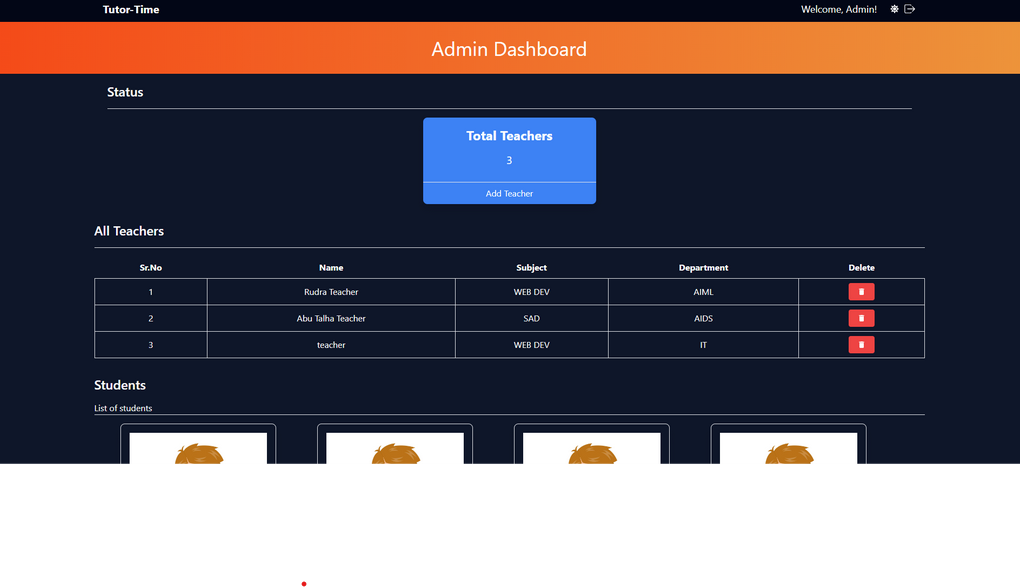 Tutor-Time Welcome, Admin!
Admin Dashboard
Status
Total Teachers
3
Add Teacher
All Teachers
Sr.No Name Subject Department Delete
1 Rudra Teacher WEB DEV AIML
2 Abu Talha Teacher SAD AIDS
3 teacher WEB DEV IT
Students
List of students